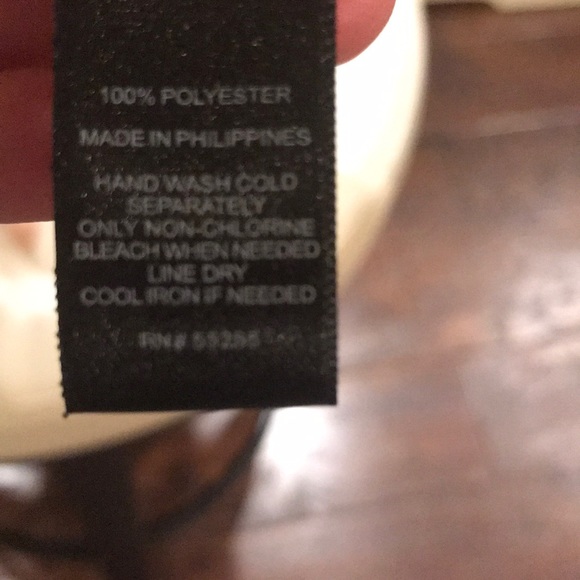 100% POLYESTER
MADE IN PHILIPPINES
HAND WASH COLD
SEPARATELY
ONLY NON-CHLORINE
BLEACH WHEN NEEDED
LINE DRY
COOL IRON IF NEEDED
RN#